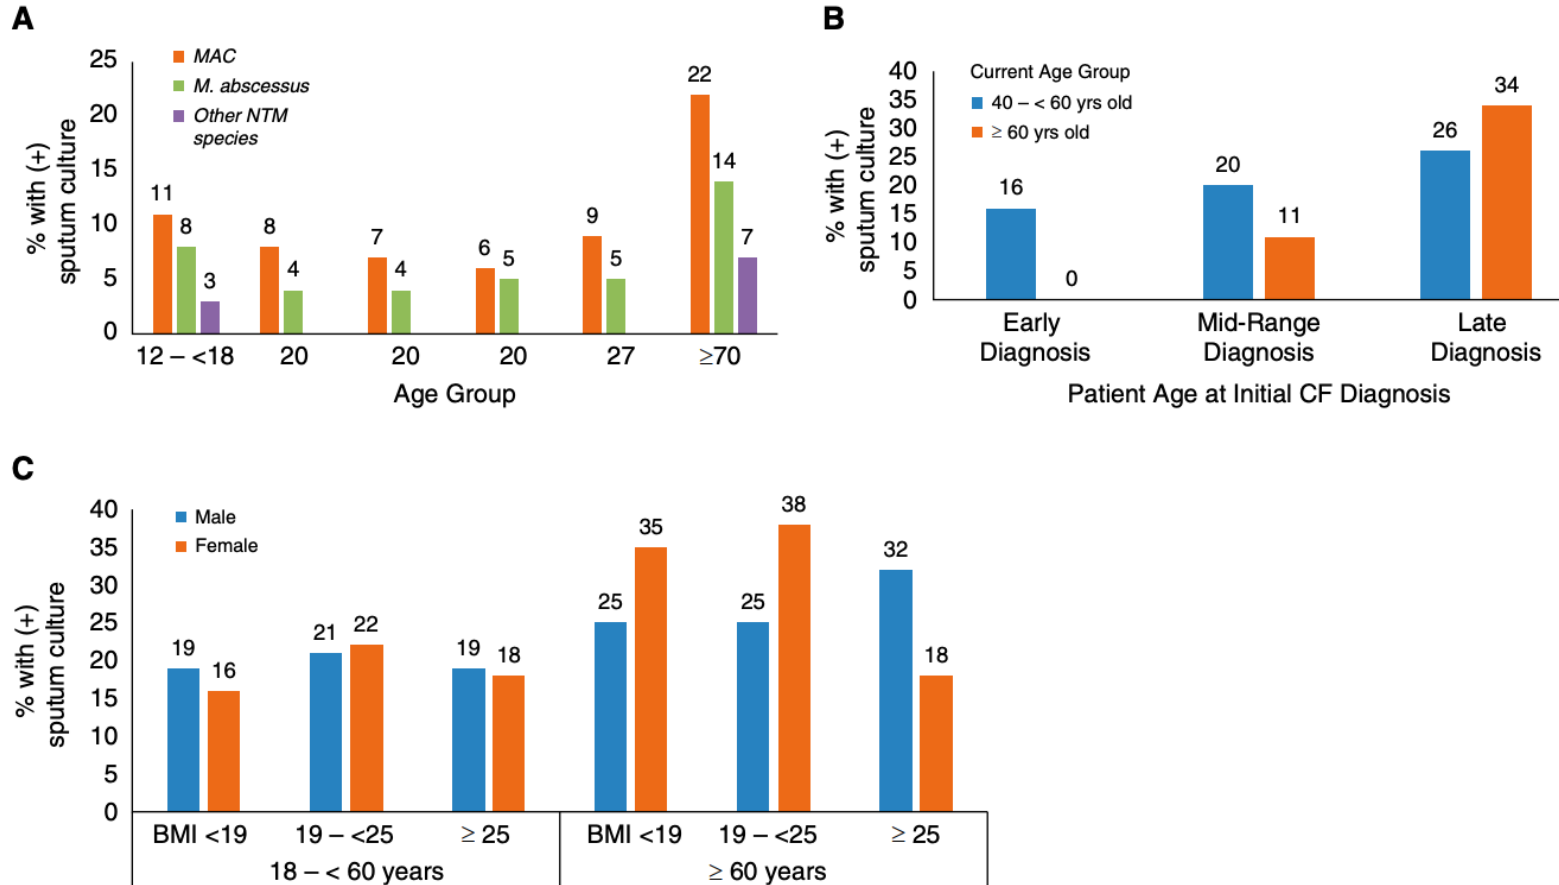 A
25
20
15
10
5
0
% with (+)
sputum culture
MAC
M. abscessus
Other NTM
species
11
8
3
8
4
7
4
6
5
9
5
22
14
7
12 – <18
20
20
20
27
≥70
Age Group
B
40
35
30
25
20
15
10
5
0
% with (+)
sputum culture
Current Age Group
40 – < 60 yrs old
≥ 60 yrs old
16
0
20
11
26
34
Early
Diagnosis
Mid-Range
Diagnosis
Late
Diagnosis
Patient Age at Initial CF Diagnosis
C
40
35
30
25
20
15
10
5
0
% with (+)
sputum culture
Male
Female
19
16
21
22
19
18
25
35
25
38
32
18
BMI <19
19 – <25
≥ 25
BMI <19
19 – <25
≥ 25
18 – < 60 years
≥ 60 years